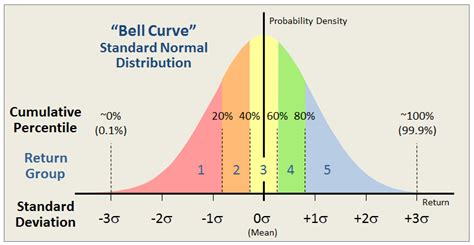 “Bell Curve”
Standard Normal
Distribution
Probability Density
Cumulative
Percentile
~0%
(0.1%)
20% 40% 60% 80%
~100%
(99.9%)
Return
Group
1 2 3 4 5
Return
Standard
Deviation
-3σ -2σ -1σ 0σ +1σ +2σ +3σ
(Mean)